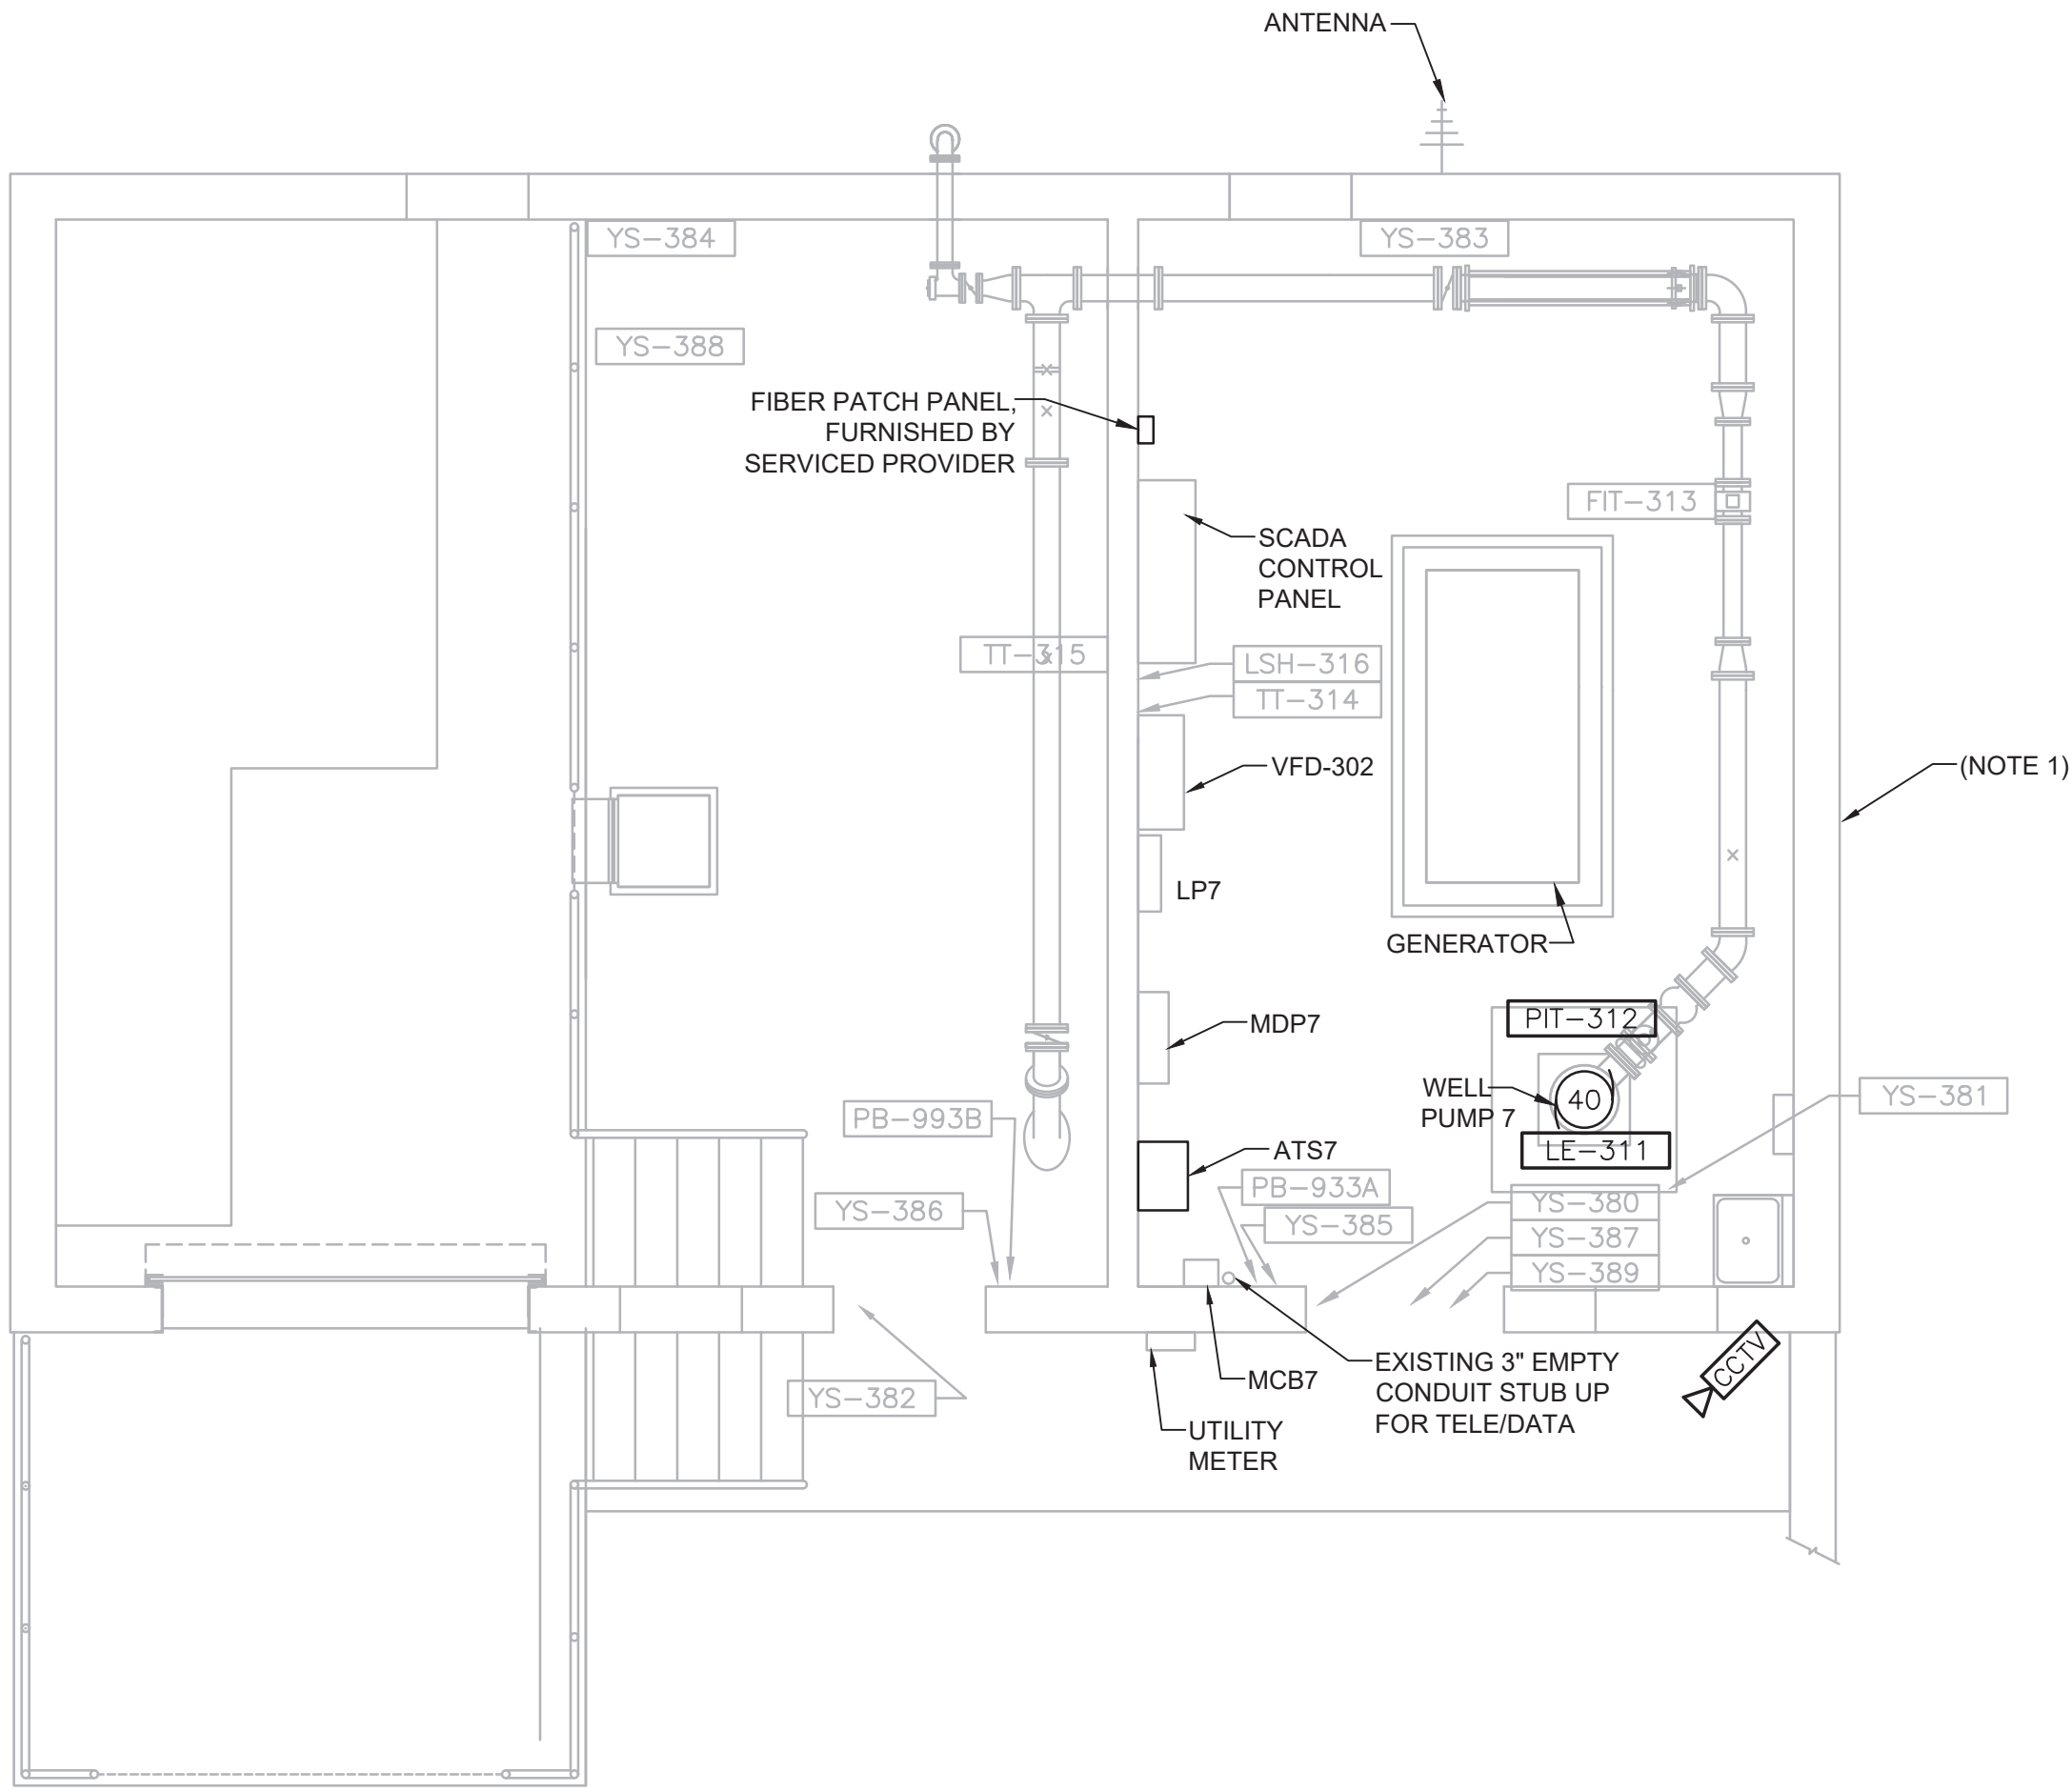 ANTENNA
YS-384
YS-383
YS-388
FIBER PATCH PANEL,
FURNISHED BY
SERVICED PROVIDER
FIT-313
SCADA
CONTROL
PANEL
TT-315
LSH-316
TT-314
VFD-302
(NOTE 1)
LP7
GENERATOR
PIT-312
MDP7
WELL
PUMP 7
40
YS-381
PB-993B
LE-311
ATS7
PB-933A
YS-380
YS-386
YS-385
YS-387
YS-389
CCTV
EXISTING 3" EMPTY
CONDUIT STUB UP
FOR TELE/DATA
MCB7
YS-382
UTILITY
METER